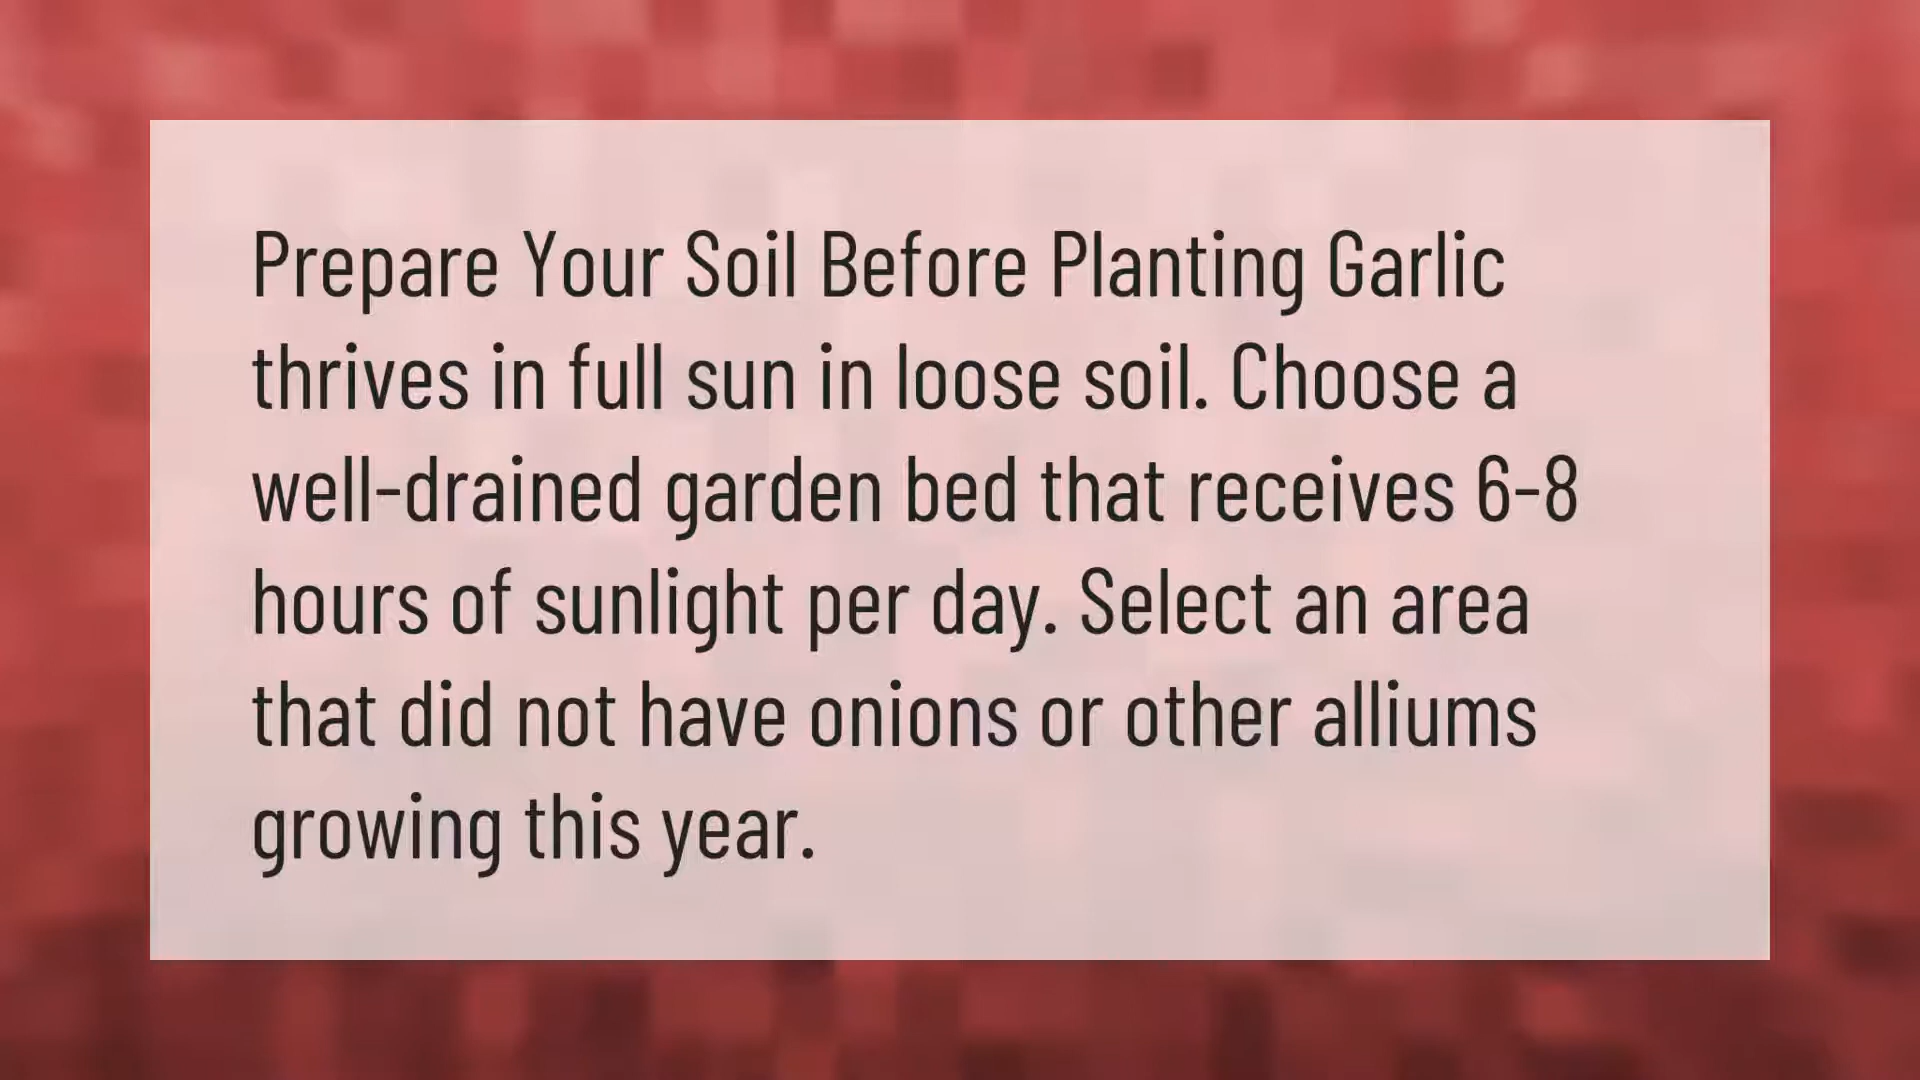 Prepare Your Soil Before Planting Garlic
thrives in full sun in loose soil. Choose a
well-drained garden bed that receives 6-8
hours of sunlight per day. Select an area
that did not have onions or other alliums
growing this year.